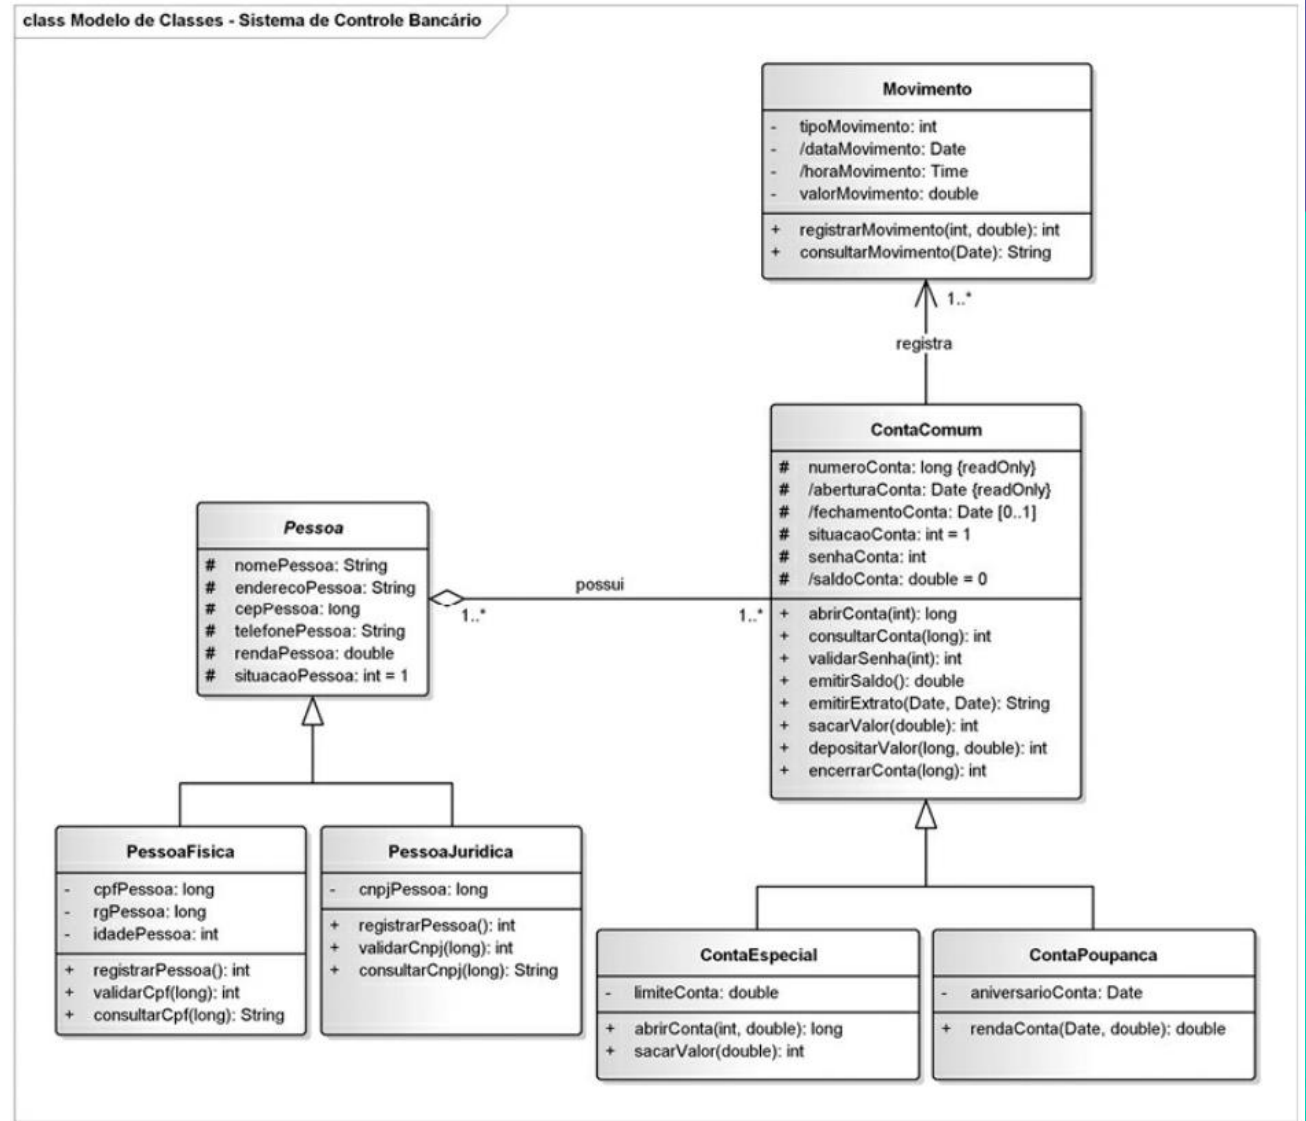 class Modelo de Classes - Sistema de Controle Bancário
Movimento
- tipoMovimento: int
- /dataMovimento: Date
- /horaMovimento: Time
- valorMovimento: double
+ registrarMovimento(int, double): int
+ consultarMovimento(Date): String
1..*
registra
ContaComum
# numeroConta: long {readOnly}
# /aberturaConta: Date {readOnly}
# /fechamentoConta: Date [0..1]
# situacaoConta: int = 1
# senhaConta: int
# /saldoConta: double = 0
+ abrirConta(int): long
+ consultarConta(long): int
+ validarSenha(int): int
+ emitirSaldo(): double
+ emitirExtrato(Date, Date): String
+ sacarValor(double): int
+ depositarValor(long, double): int
+ encerrarConta(long): int
Pessoa
# nomePessoa: String
# enderecoPessoa: String
# cepPessoa: long
# telefonePessoa: String
# rendaPessoa: double
# situacaoPessoa: int = 1
possui
1..*
1..*
PessoaFisica
- cpfPessoa: long
- rgPessoa: long
- idadePessoa: int
+ registrarPessoa(): int
+ validarCpf(long): int
+ consultarCpf(long): String
PessoaJuridica
- cnpjPessoa: long
+ registrarPessoa(): int
+ validarCnpj(long): int
+ consultarCnpj(long): String
ContaEspecial
- limiteConta: double
+ abrirConta(int, double): long
+ sacarValor(double): int
ContaPoupanca
- aniversarioConta: Date
+ rendaConta(Date, double): double